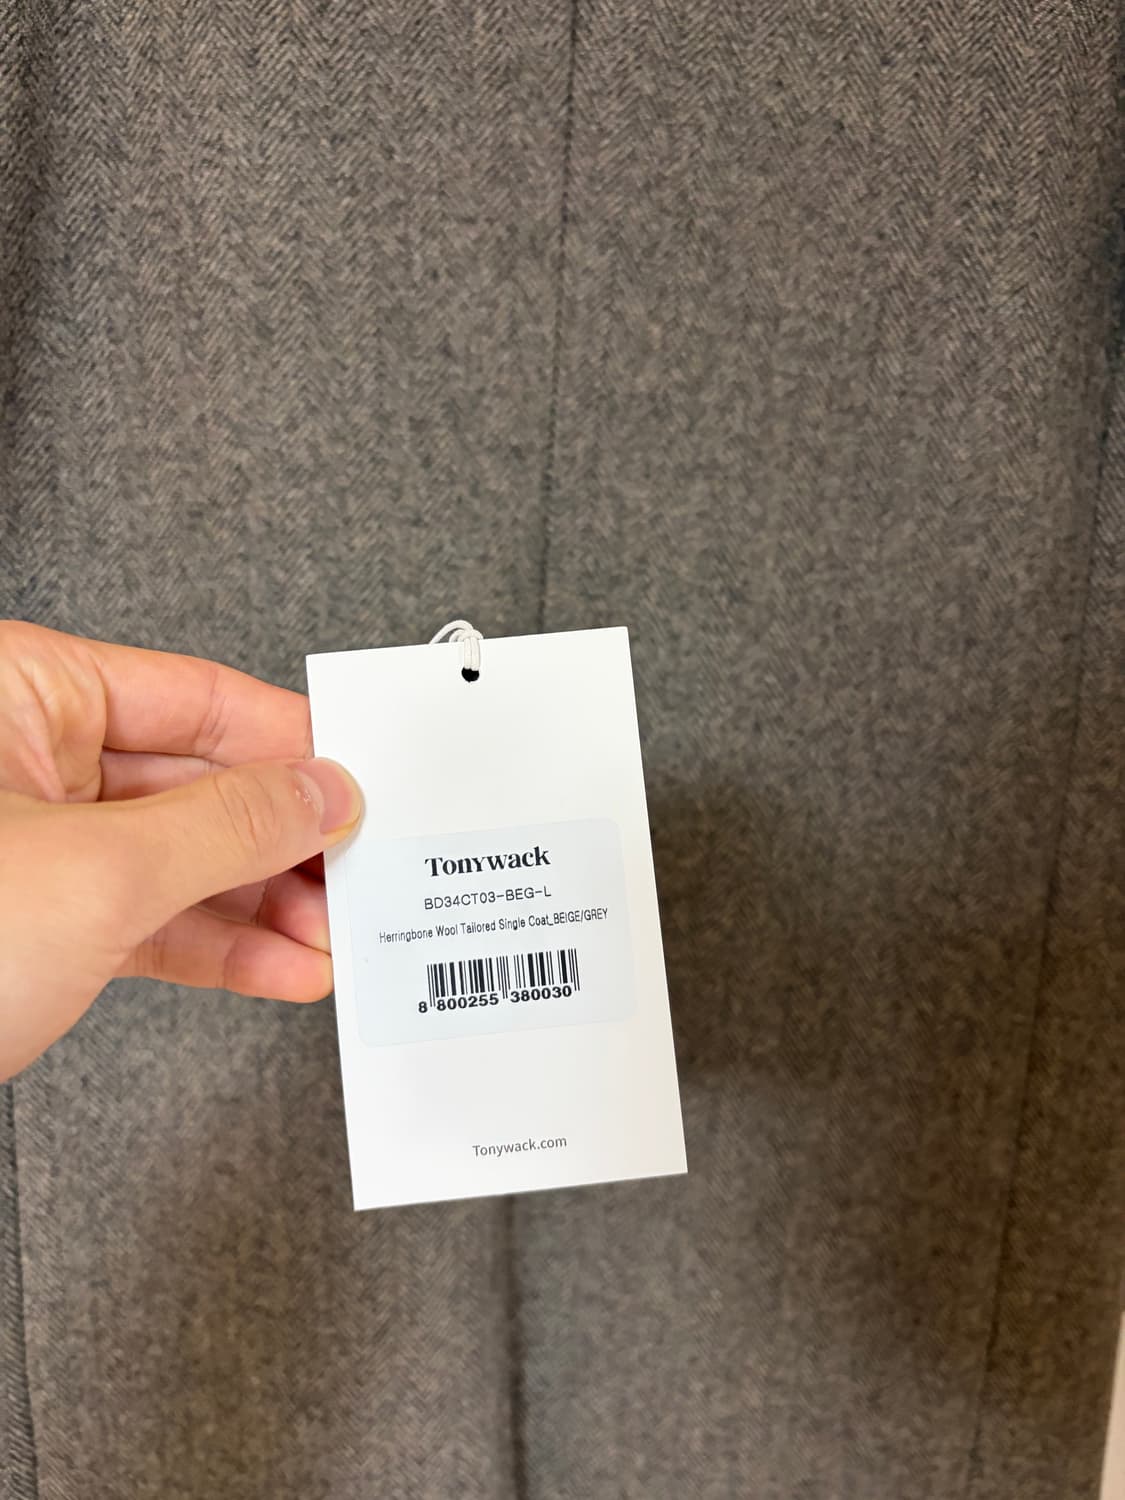 Tonywack
BD34CT03-BEG-L
Herringbone Wool Tailored Single Coat_BEIGE/GREY
8 800255 380030
Tonywack.com